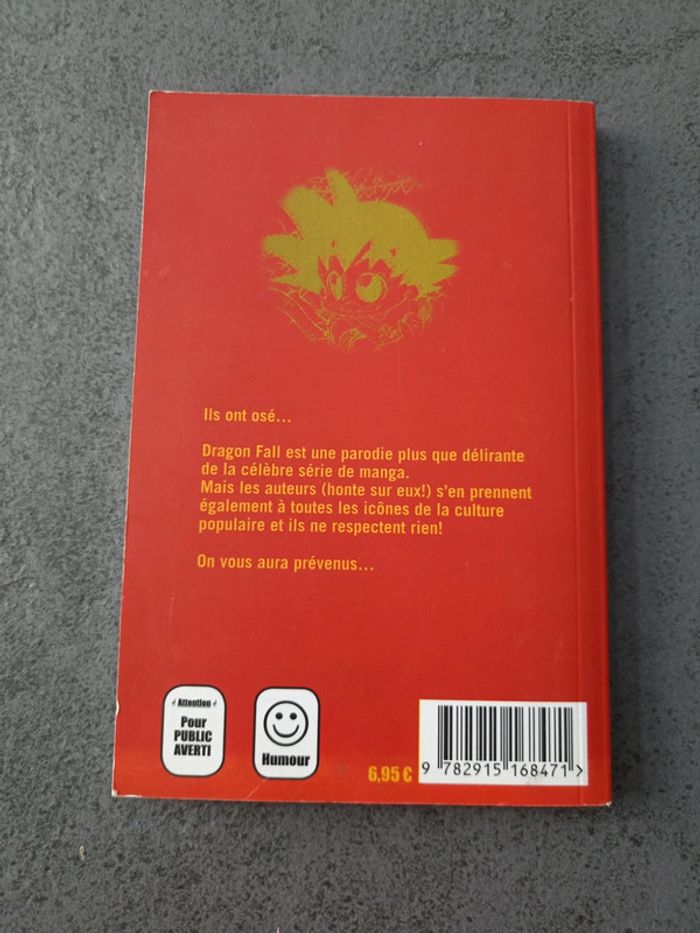 Ils ont osé...
Dragon Fall est une parodie plus que délirante
de la célèbre série de manga.
Mais les auteurs (honte sur eux!) s'en prennent
également à toutes les icônes de la culture
populaire et ils ne respectent rien!
On vous aura prévenus...
Attention
Pour
PUBLIC
AVERTI
Humour
6,95 €
9 782915 168471 >